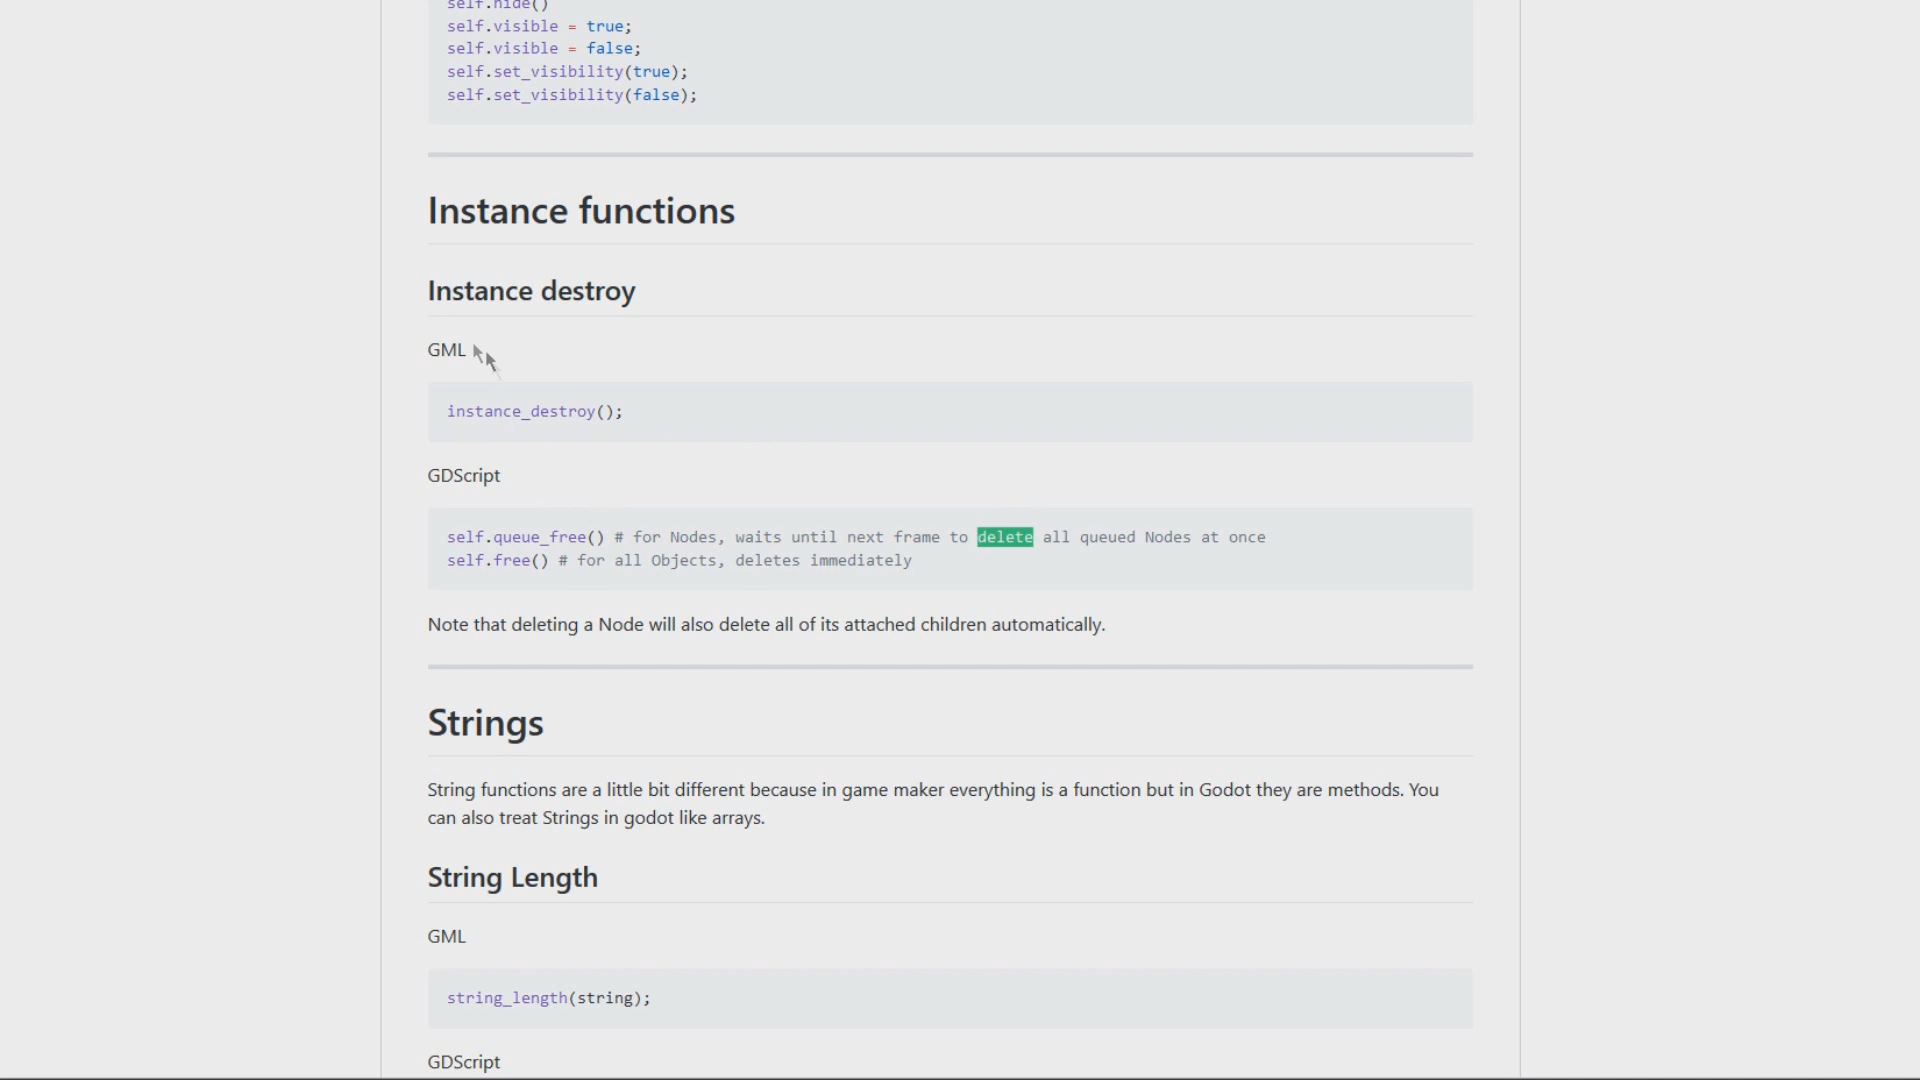 self.hide()
self.visible = true;
self.visible = false;
self.set_visibility(true);
self.set_visibility(false);
Instance functions
Instance destroy
GML
instance_destroy();
GDScript
self.queue_free() # for Nodes, waits until next frame to delete all queued Nodes at once
self.free() # for all Objects, deletes immediately
Note that deleting a Node will also delete all of its attached children automatically.
Strings
String functions are a little bit different because in game maker everything is a function but in Godot they are methods. You
can also treat Strings in godot like arrays.
String Length
GML
string_length(string);
GDScript